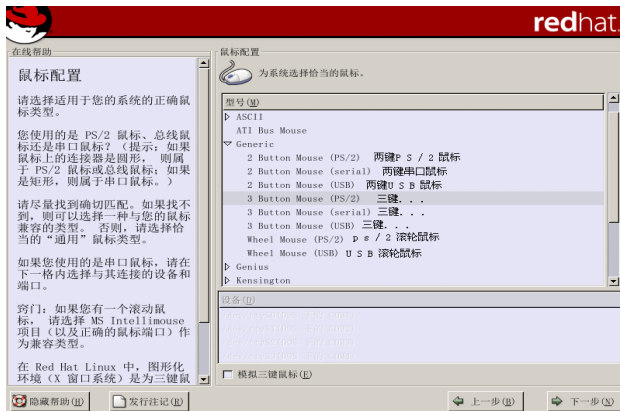 redhat.
在线帮助
鼠标配置
请选择适用于您的系统的正确鼠
标类型。
您使用的是 PS/2 鼠标、总线鼠
标还是串口鼠标？（提示：如果
鼠标上的连接器是圆形， 则属
于 PS/2 鼠标或总线鼠标；如果
是矩形，则属于串口鼠标。）
请尽量找到确切匹配。如果找不
到，则可以选择一种与您的鼠标
兼容的类型。 否则，请选择恰
当的“通用”鼠标类型。
如果您使用的是串口鼠标，请在
下一格内选择与其连接的设备和
端口。
窍门：如果您有一个滚动鼠
标， 请选择 MS Intellimouse
项目（以及正确的鼠标端口）作
为兼容类型。
在 Red Hat Linux 中，图形化
环境（X 窗口系统）是为三键鼠
鼠标配置
为系统选择恰当的鼠标。
型号(M)
ASCII
ATI Bus Mouse
Generic
2 Button Mouse (PS/2) 两键P S / 2 鼠标
2 Button Mouse (serial) 两键串口鼠标
2 Button Mouse (USB) 两键U S B 鼠标
3 Button Mouse (PS/2) 三键. . .
3 Button Mouse (serial) 三键. . .
3 Button Mouse (USB) 三键. . .
Wheel Mouse (PS/2) P s / 2 滚轮鼠标
Wheel Mouse (USB) U S B 滚轮鼠标
Genius
Kensington
设备(D)
模拟三键鼠标(E)
隐藏帮助(H)
发行注记(R)
上一步(B)
下一步(N)